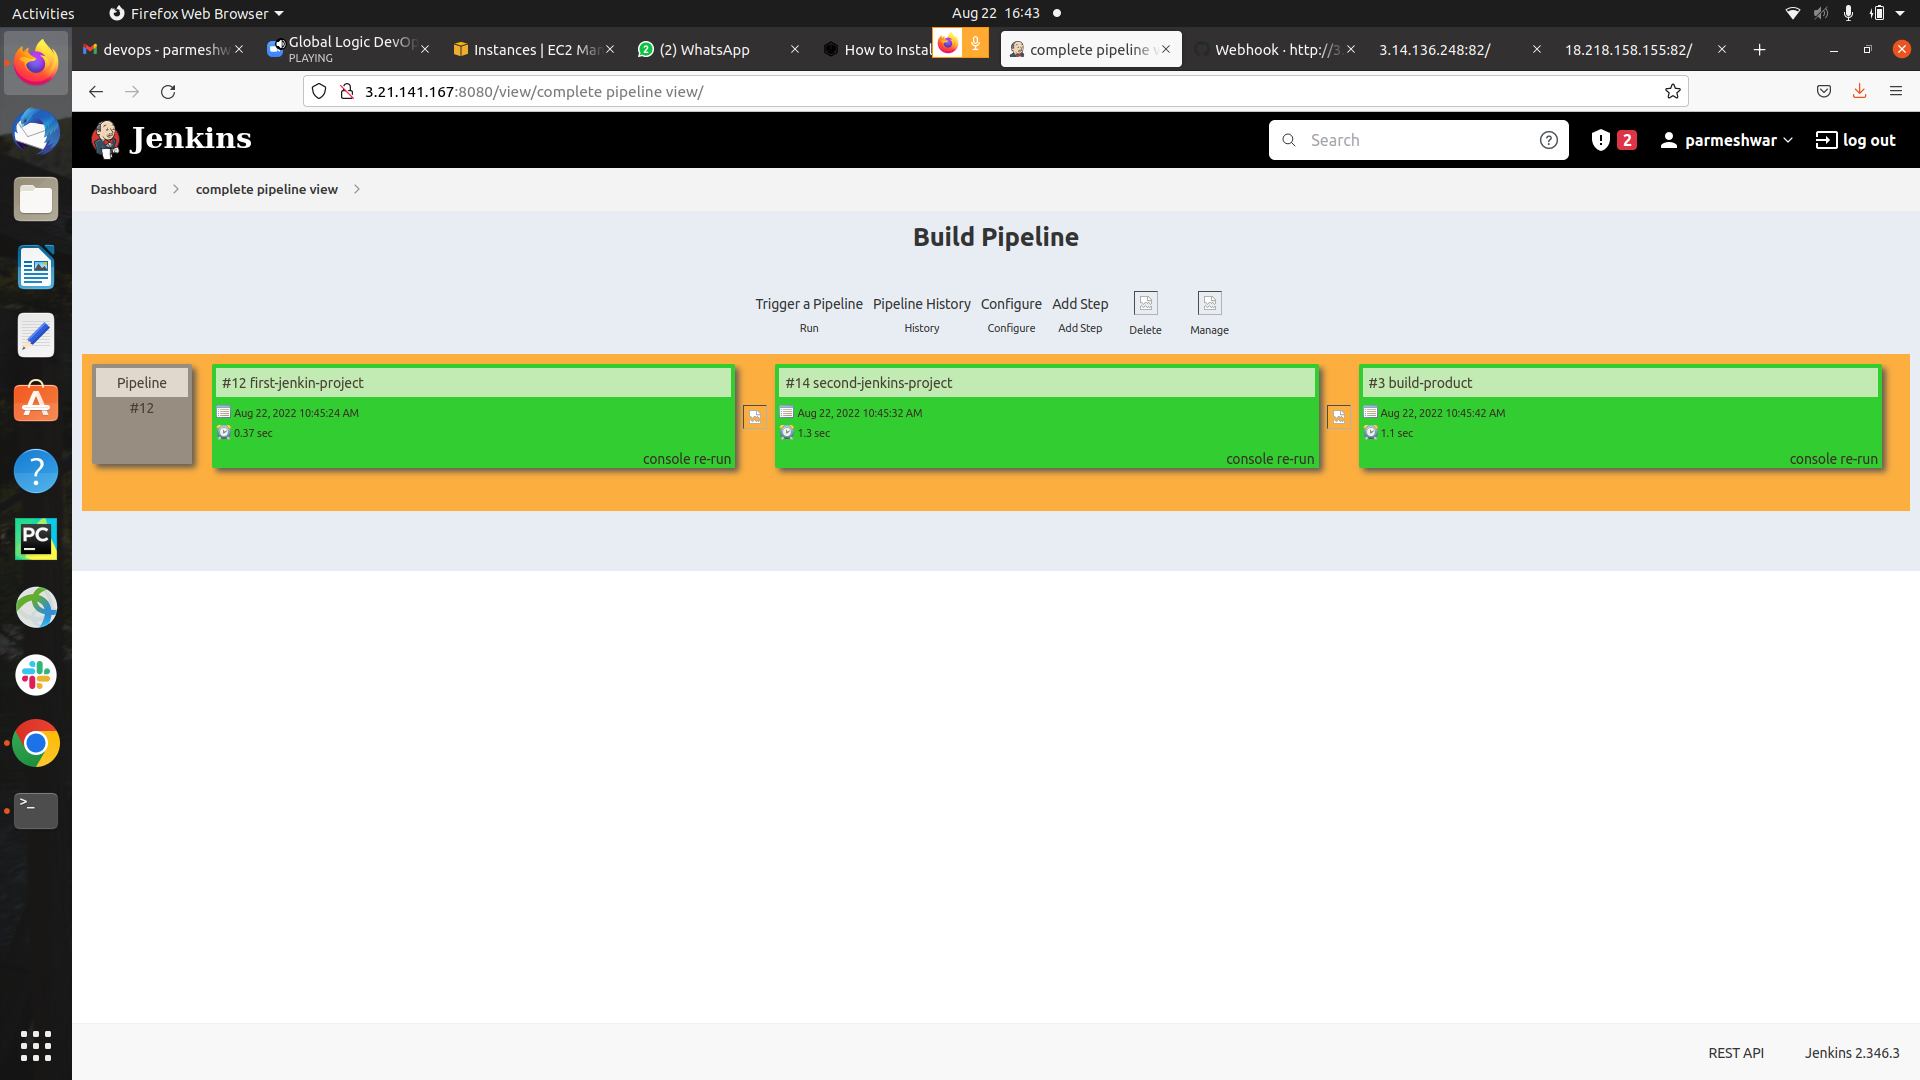 Activities
Firefox Web Browser
Aug 22 16:43
devops - parmeshw
Global Logic DevOp
PLAYING
Instances | EC2 Man
(2) WhatsApp
How to Instal
complete pipeline v
Webhook · http://3
3.14.136.248:82/
18.218.158.155:82/
3.21.141.167:8080/view/complete pipeline view/
Jenkins
Search
2
parmeshwar
log out
Dashboard
complete pipeline view
Build Pipeline
Trigger a Pipeline
Pipeline History
Configure
Add Step
Run
History
Configure
Add Step
Delete
Manage
Pipeline
#12
#12 first-jenkin-project
Aug 22, 2022 10:45:24 AM
0.37 sec
console re-run
#14 second-jenkins-project
Aug 22, 2022 10:45:32 AM
1.3 sec
console re-run
#3 build-product
Aug 22, 2022 10:45:42 AM
1.1 sec
console re-run
PC
REST API
Jenkins 2.346.3